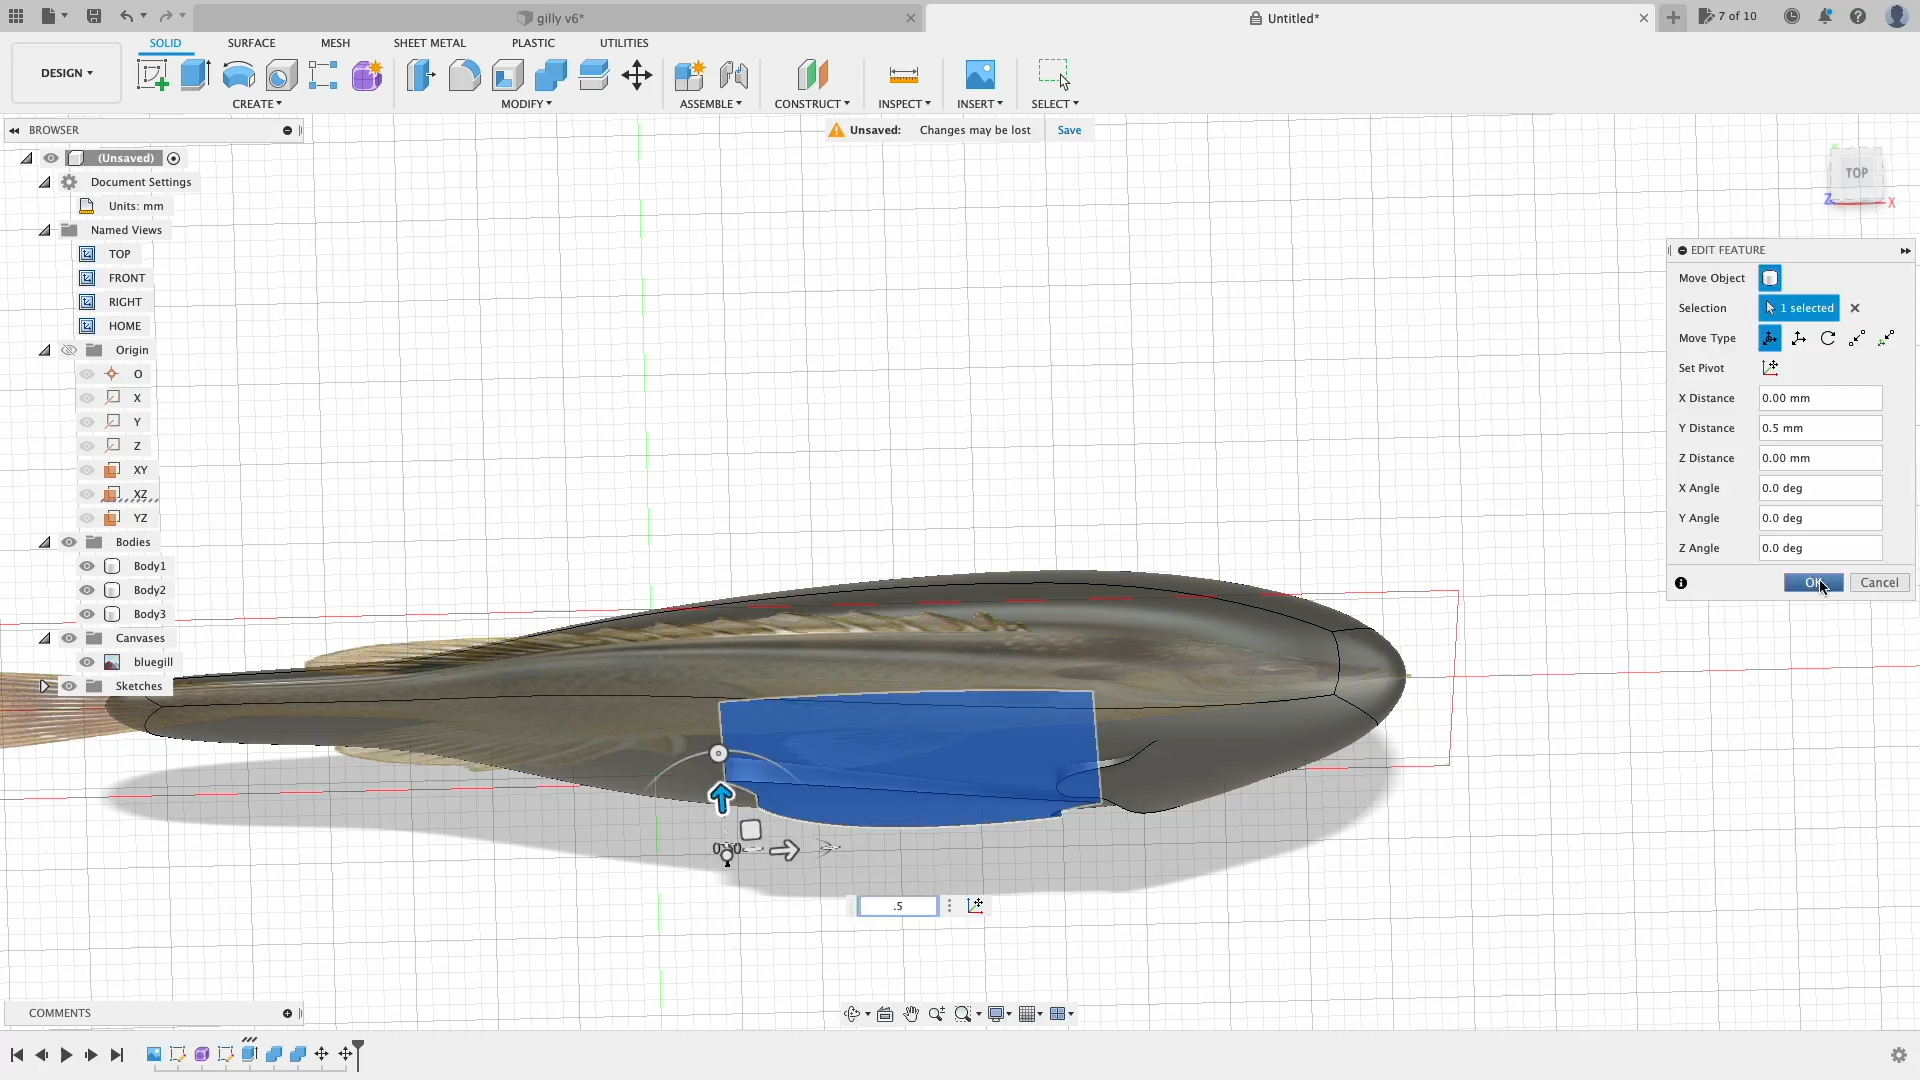 gilly v6*
Untitled*
7 of 10
DESIGN
SOLID SURFACE MESH SHEET METAL PLASTIC UTILITIES
CREATE MODIFY ASSEMBLE CONSTRUCT INSPECT INSERT SELECT
BROWSER
Unsaved: Changes may be lost Save
(Unsaved)
Document Settings
Units: mm
Named Views
TOP
FRONT
RIGHT
HOME
Origin
O
X
Y
Z
XY
XZ
YZ
Bodies
Body1
Body2
Body3
Canvases
bluegill
Sketches
TOP
Z
X
EDIT FEATURE
Move Object
Selection 1 selected
Move Type
Set Pivot
X Distance 0.00 mm
Y Distance 0.5 mm
Z Distance 0.00 mm
X Angle 0.0 deg
Y Angle 0.0 deg
Z Angle 0.0 deg
OK Cancel
.5
COMMENTS